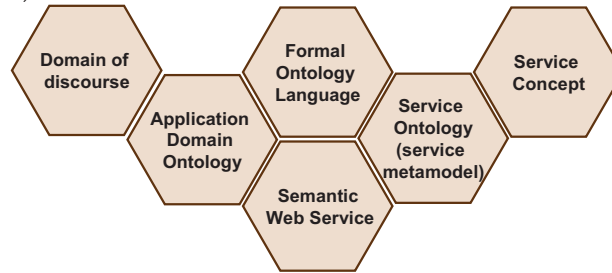 Domain of
discourse
Application
Domain
Ontology
Formal
Ontology
Language
Semantic
Web Service
Service
Ontology
(service
metamodel)
Service
Concept